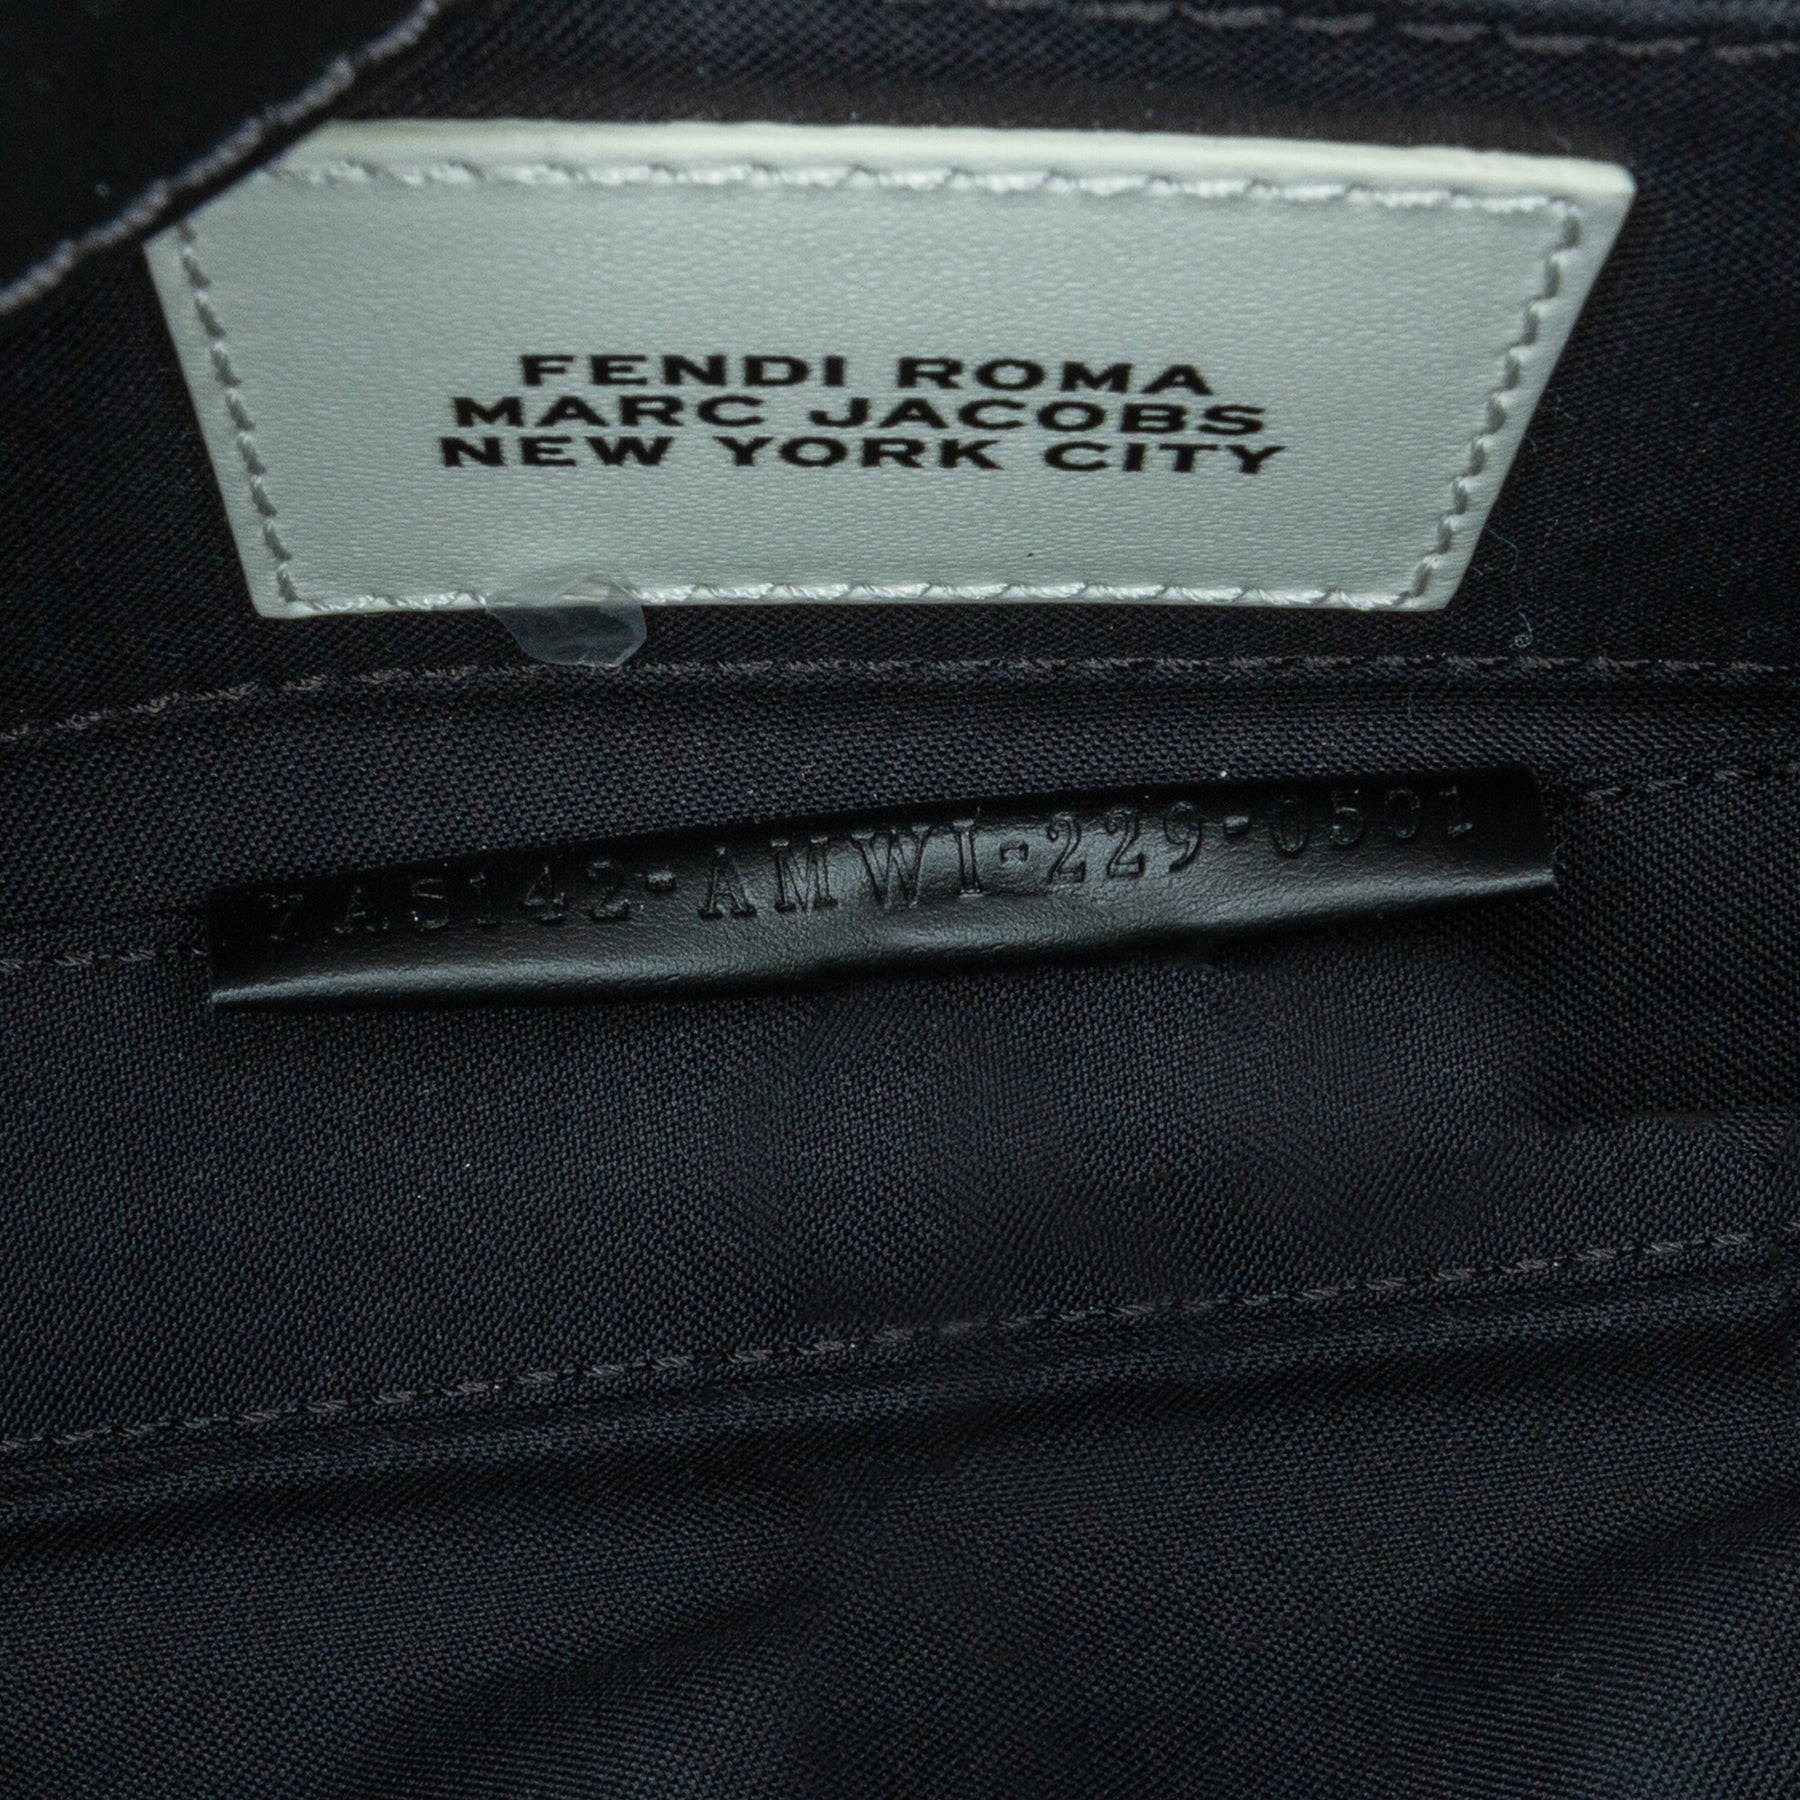 FENDI ROMA
MARC JACOBS
NEW YORK CITY
7AS142-AMWI-229-0501